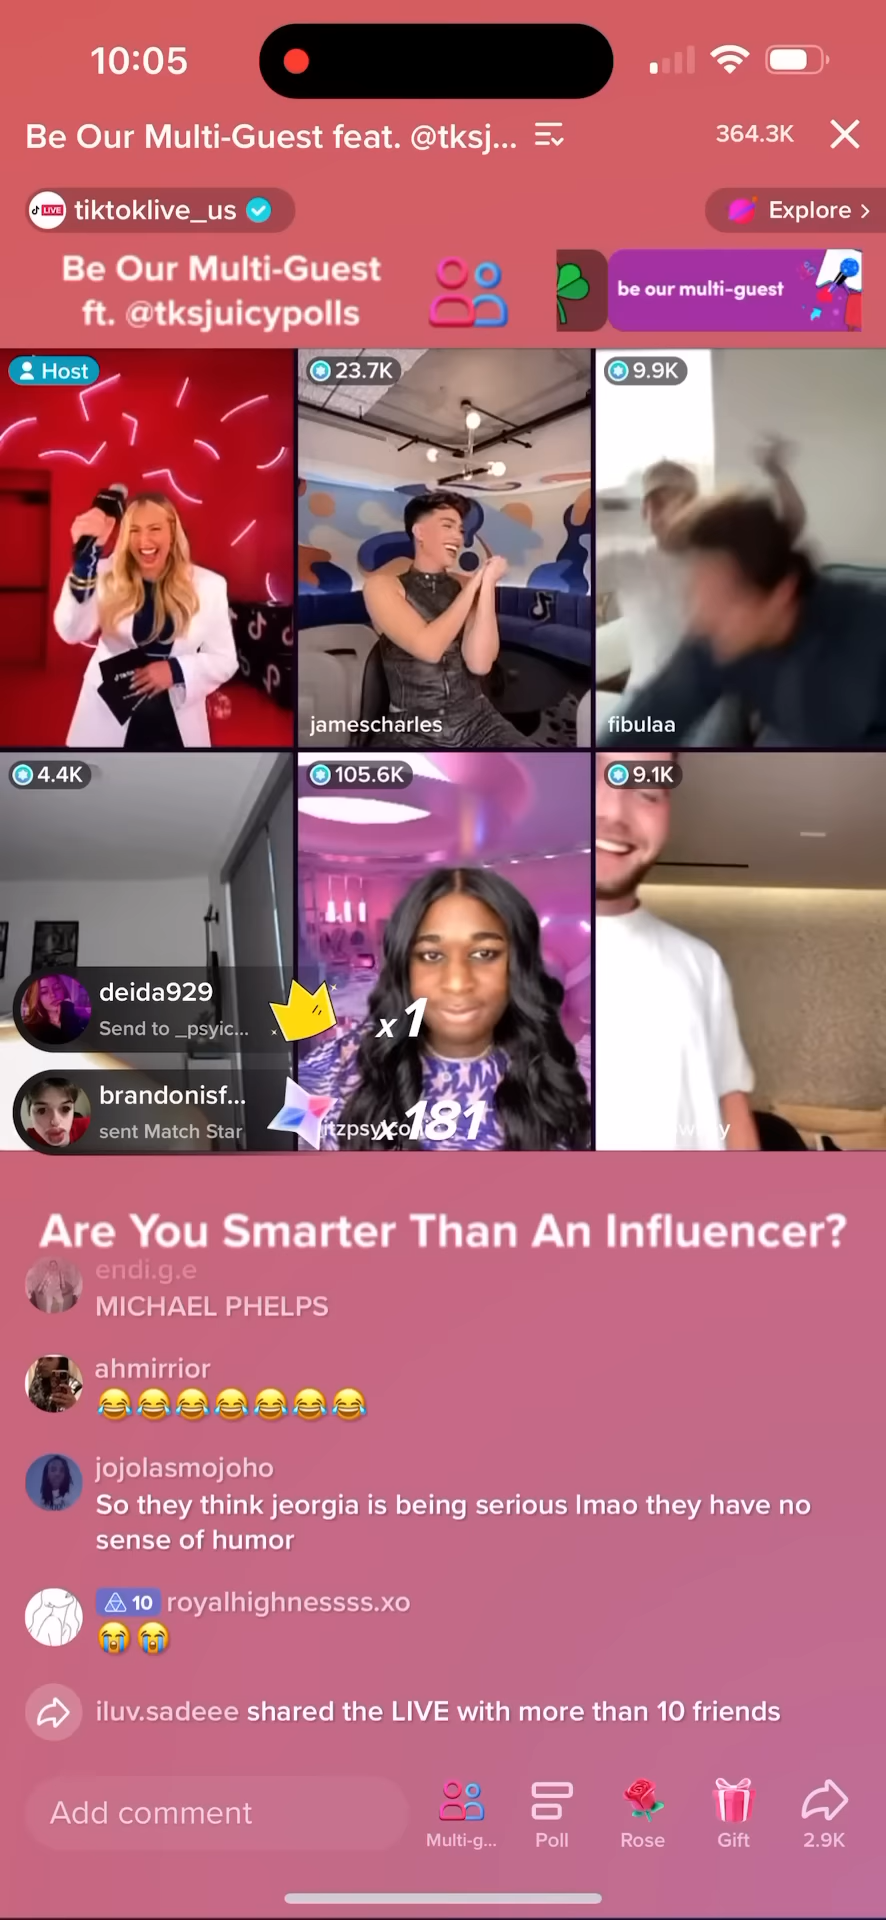 10:05
Be Our Multi-Guest feat. @tksj...
364.3K
tiktoklive_us
LIVE
Explore >
Be Our Multi-Guest
ft. @tksjuicypolls
be our multi-guest
Host
23.7K
9.9K
jamescharles
fibulaa
4.4K
105.6K
9.1K
deida929
Send to _psyic...
x1
brandonisf...
sent Match Star
x181
Are You Smarter Than An Influencer?
endi.g.e
MICHAEL PHELPS
ahmirrior
😂😂😂😂😂😂😂
jojolasmojoho
So they think jeorgia is being serious lmao they have no
sense of humor
10 royalhighnessss.xo
😭😭
iluv.sadeee shared the LIVE with more than 10 friends
Add comment
Multi-g...
Poll
Rose
Gift
2.9K